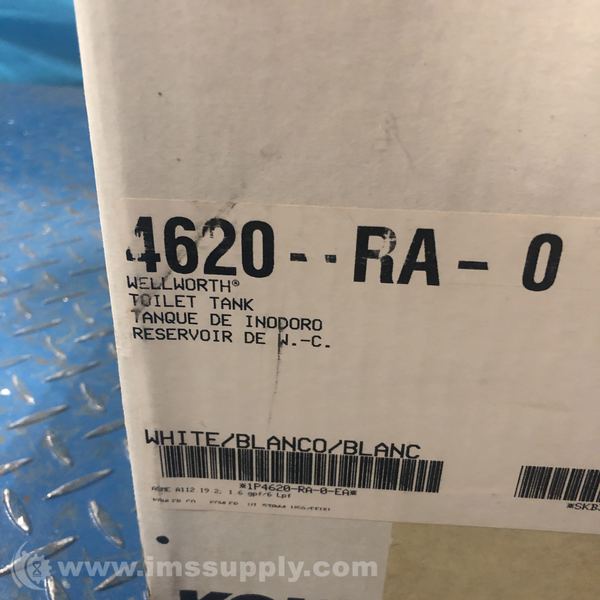 4620--RA-0
WELLWORTH®
TOILET TANK
TANQUE DE INODORO
RESERVOIR DE W.-C.
WHITE/BLANCO/BLANC
*1P4620-RA-0-EA*
ASME A112.19.2, 1.6 gpf/6 Lpf
www.imssupply.com